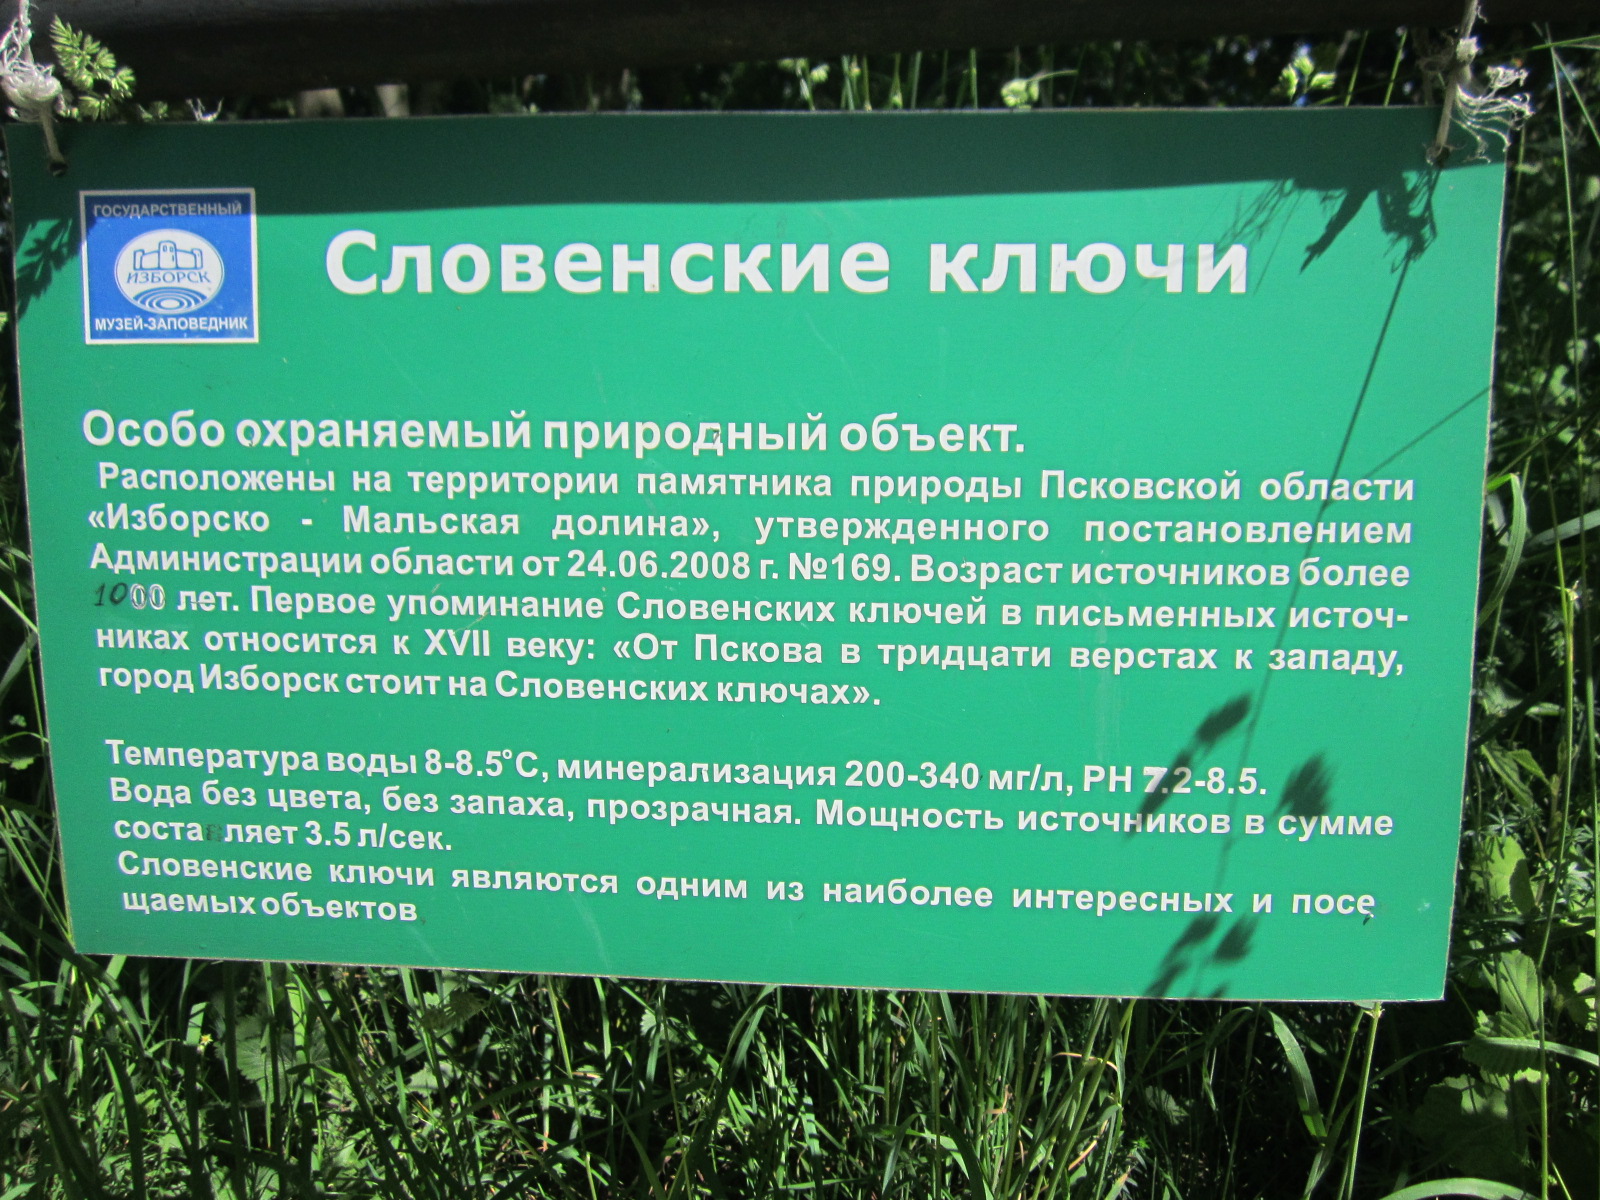 ГОСУДАРСТВЕННЫЙ
ИЗБОРСК
МУЗЕЙ-ЗАПОВЕДНИК
Словенские ключи
Особо охраняемый природный объект.
Расположены на территории памятника природы Псковской области
«Изборско - Мальская долина», утвержденного постановлением
Администрации области от 24.06.2008 г. №169. Возраст источников более
1000 лет. Первое упоминание Словенских ключей в письменных источ-
никах относится к XVII веку: «От Пскова в тридцати верстах к западу,
город Изборск стоит на Словенских ключах».
Температура воды 8-8.5°С, минерализация 200-340 мг/л, РН 7.2-8.5.
Вода без цвета, без запаха, прозрачная. Мощность источников в сумме
составляет 3.5 л/сек.
Словенские ключи являются одним из наиболее интересных и посе
щаемых объектов